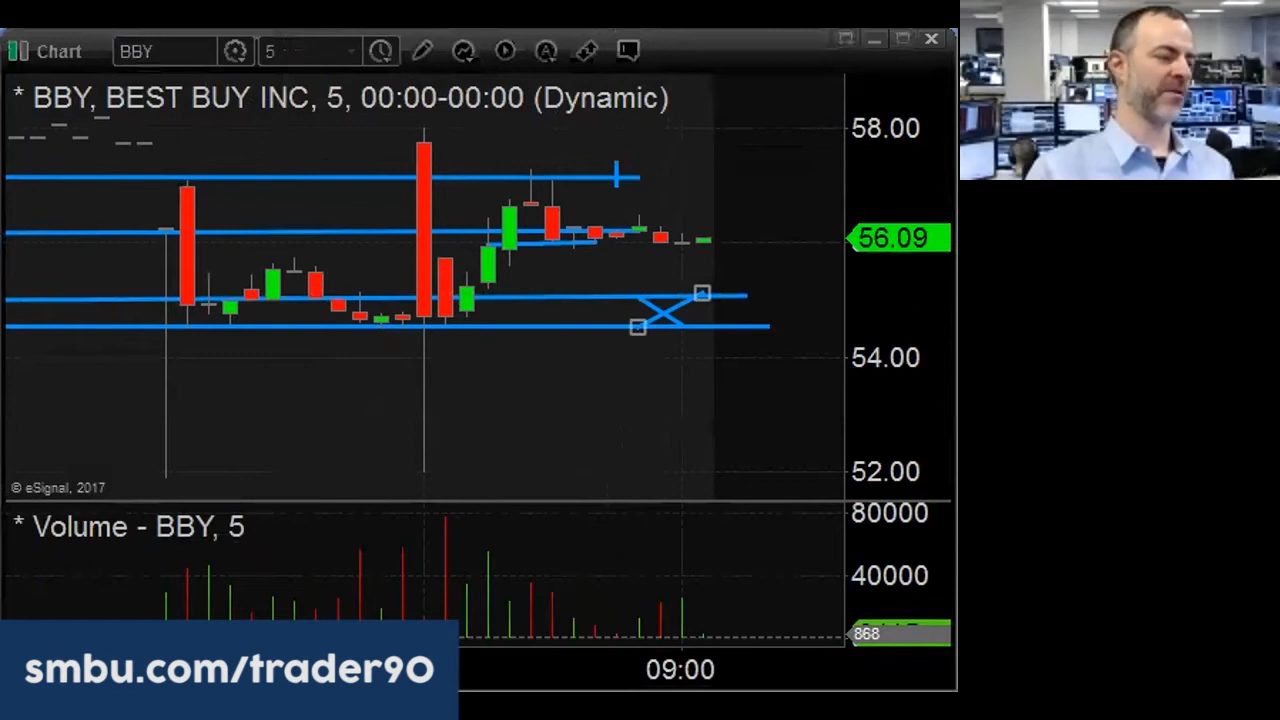 Chart
BBY
5
* BBY, BEST BUY INC, 5, 00:00-00:00 (Dynamic)
58.00
56.09
54.00
52.00
© eSignal, 2017
* Volume - BBY, 5
80000
40000
868
09:00
smbu.com/trader90